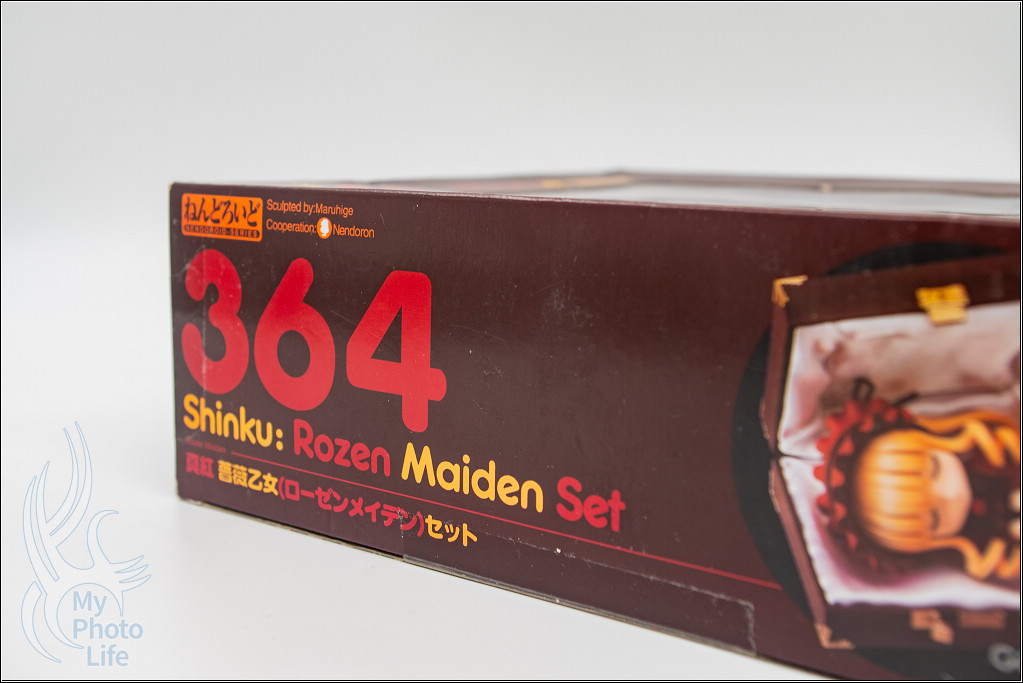 ねんどろいど
NENDOROID-SERIES
Sculpted by:Maruhige
Cooperation: Nendoron
364
Shinku: Rozen Maiden Set
真紅 薔薇乙女(ローゼンメイデン)セット
My
Photo
Life